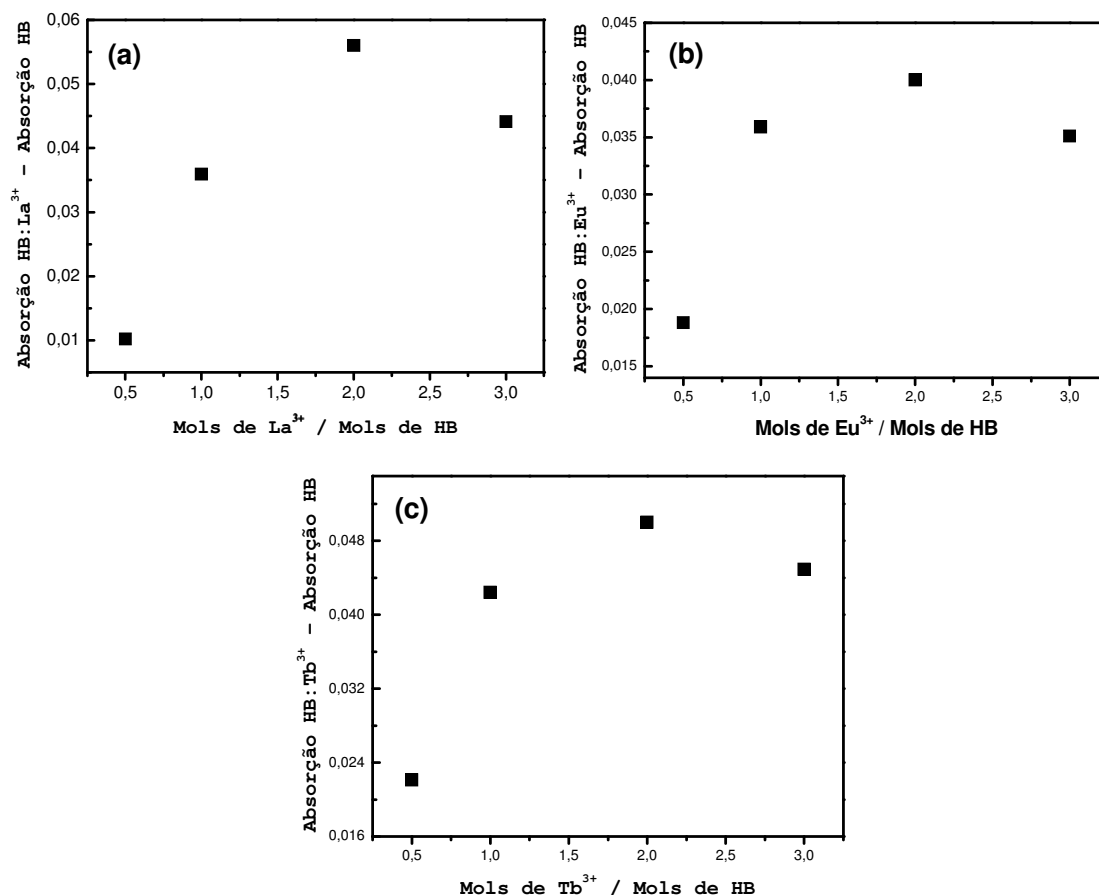 (a)
Absorção HB:La³⁺ – Absorção HB
0,06
0,05
0,04
0,03
0,02
0,01
0,5 1,0 1,5 2,0 2,5 3,0
Mols de La³⁺ / Mols de HB
(b)
Absorção HB:Eu³⁺ – Absorção HB
0,045
0,040
0,035
0,030
0,025
0,020
0,015
0,5 1,0 1,5 2,0 2,5 3,0
Mols de Eu³⁺ / Mols de HB
(c)
Absorção HB:Tb³⁺ – Absorção HB
0,048
0,040
0,032
0,024
0,016
0,5 1,0 1,5 2,0 2,5 3,0
Mols de Tb³⁺ / Mols de HB